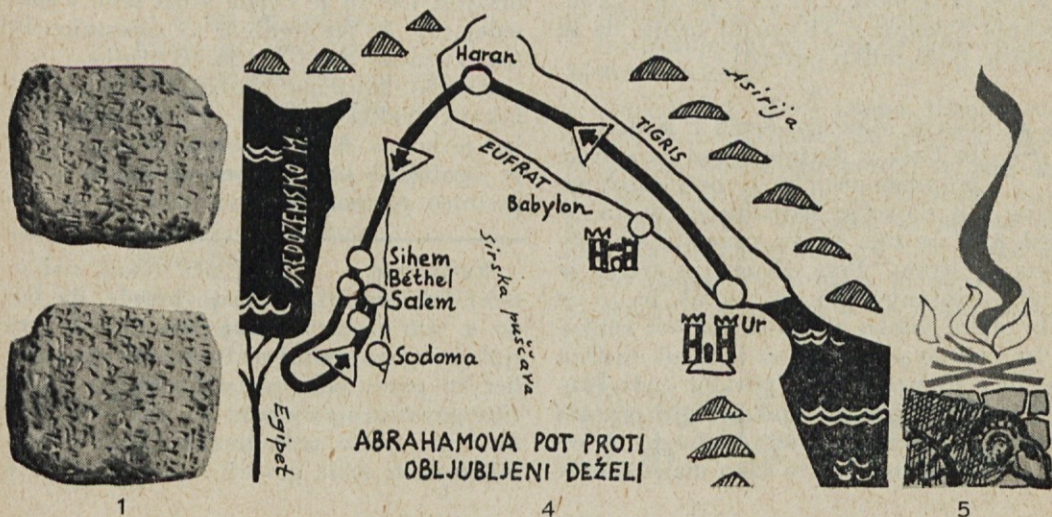 Haran
Asirija
TIGRIS
EUFRAT
Babylon
SREDOZEMSKO M.
Sihem
Béthel
Salem
Sirska puščava
Sodoma
Ur
Egipet
ABRAHAMOVA POT PROTI
OBLJUBLJENI DEŽELI
1
4
5